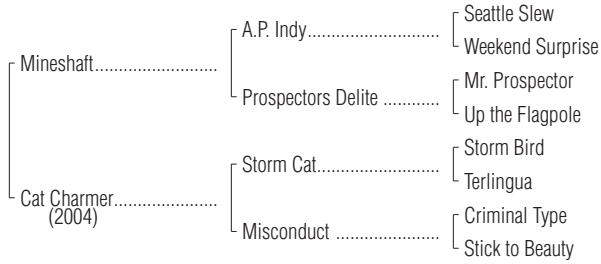 Seattle Slew
A.P. Indy..............................
Weekend Surprise
Mineshaft...........................
Mr. Prospector
Prospectors Delite .............
Up the Flagpole
Storm Bird
Storm Cat............................
Terlingua
Cat Charmer.......................
(2004)
Criminal Type
Misconduct .......................
Stick to Beauty